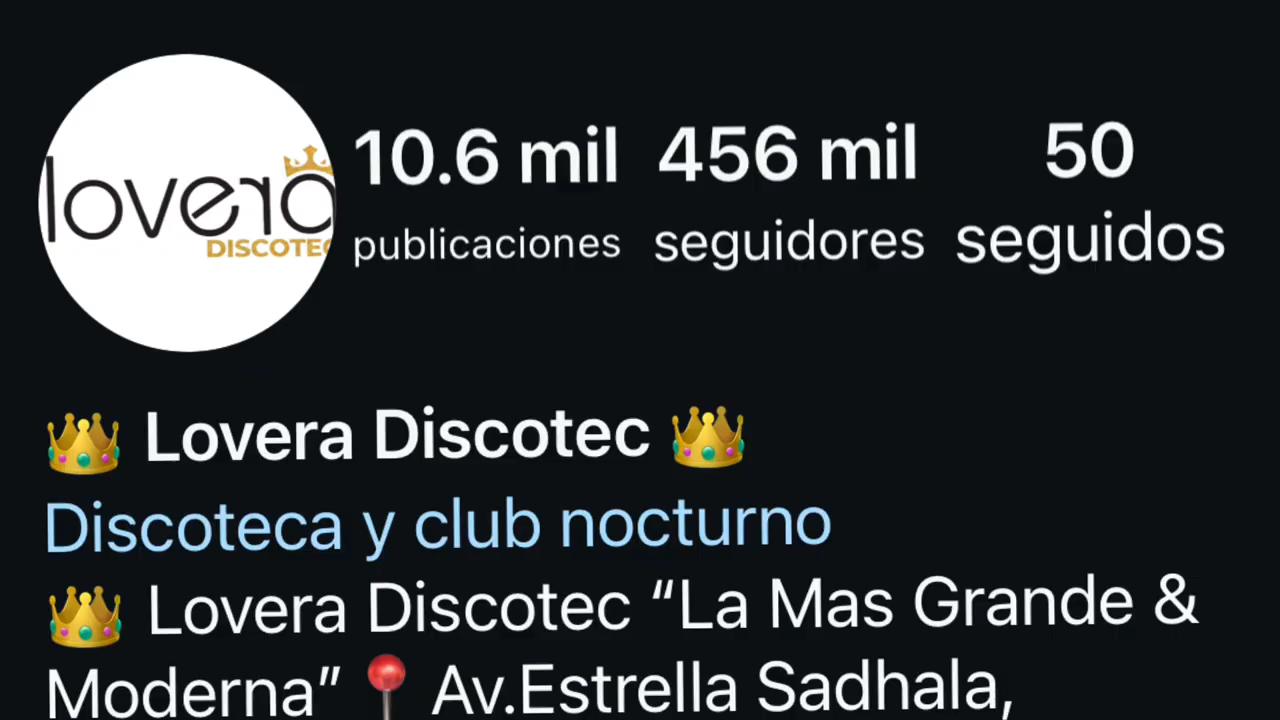 lovera
DISCOTEC
10.6 mil 456 mil 50
publicaciones seguidores seguidos
👑 Lovera Discotec 👑
Discoteca y club nocturno
👑 Lovera Discotec “La Mas Grande &
Moderna” 📍 Av.Estrella Sadhala,